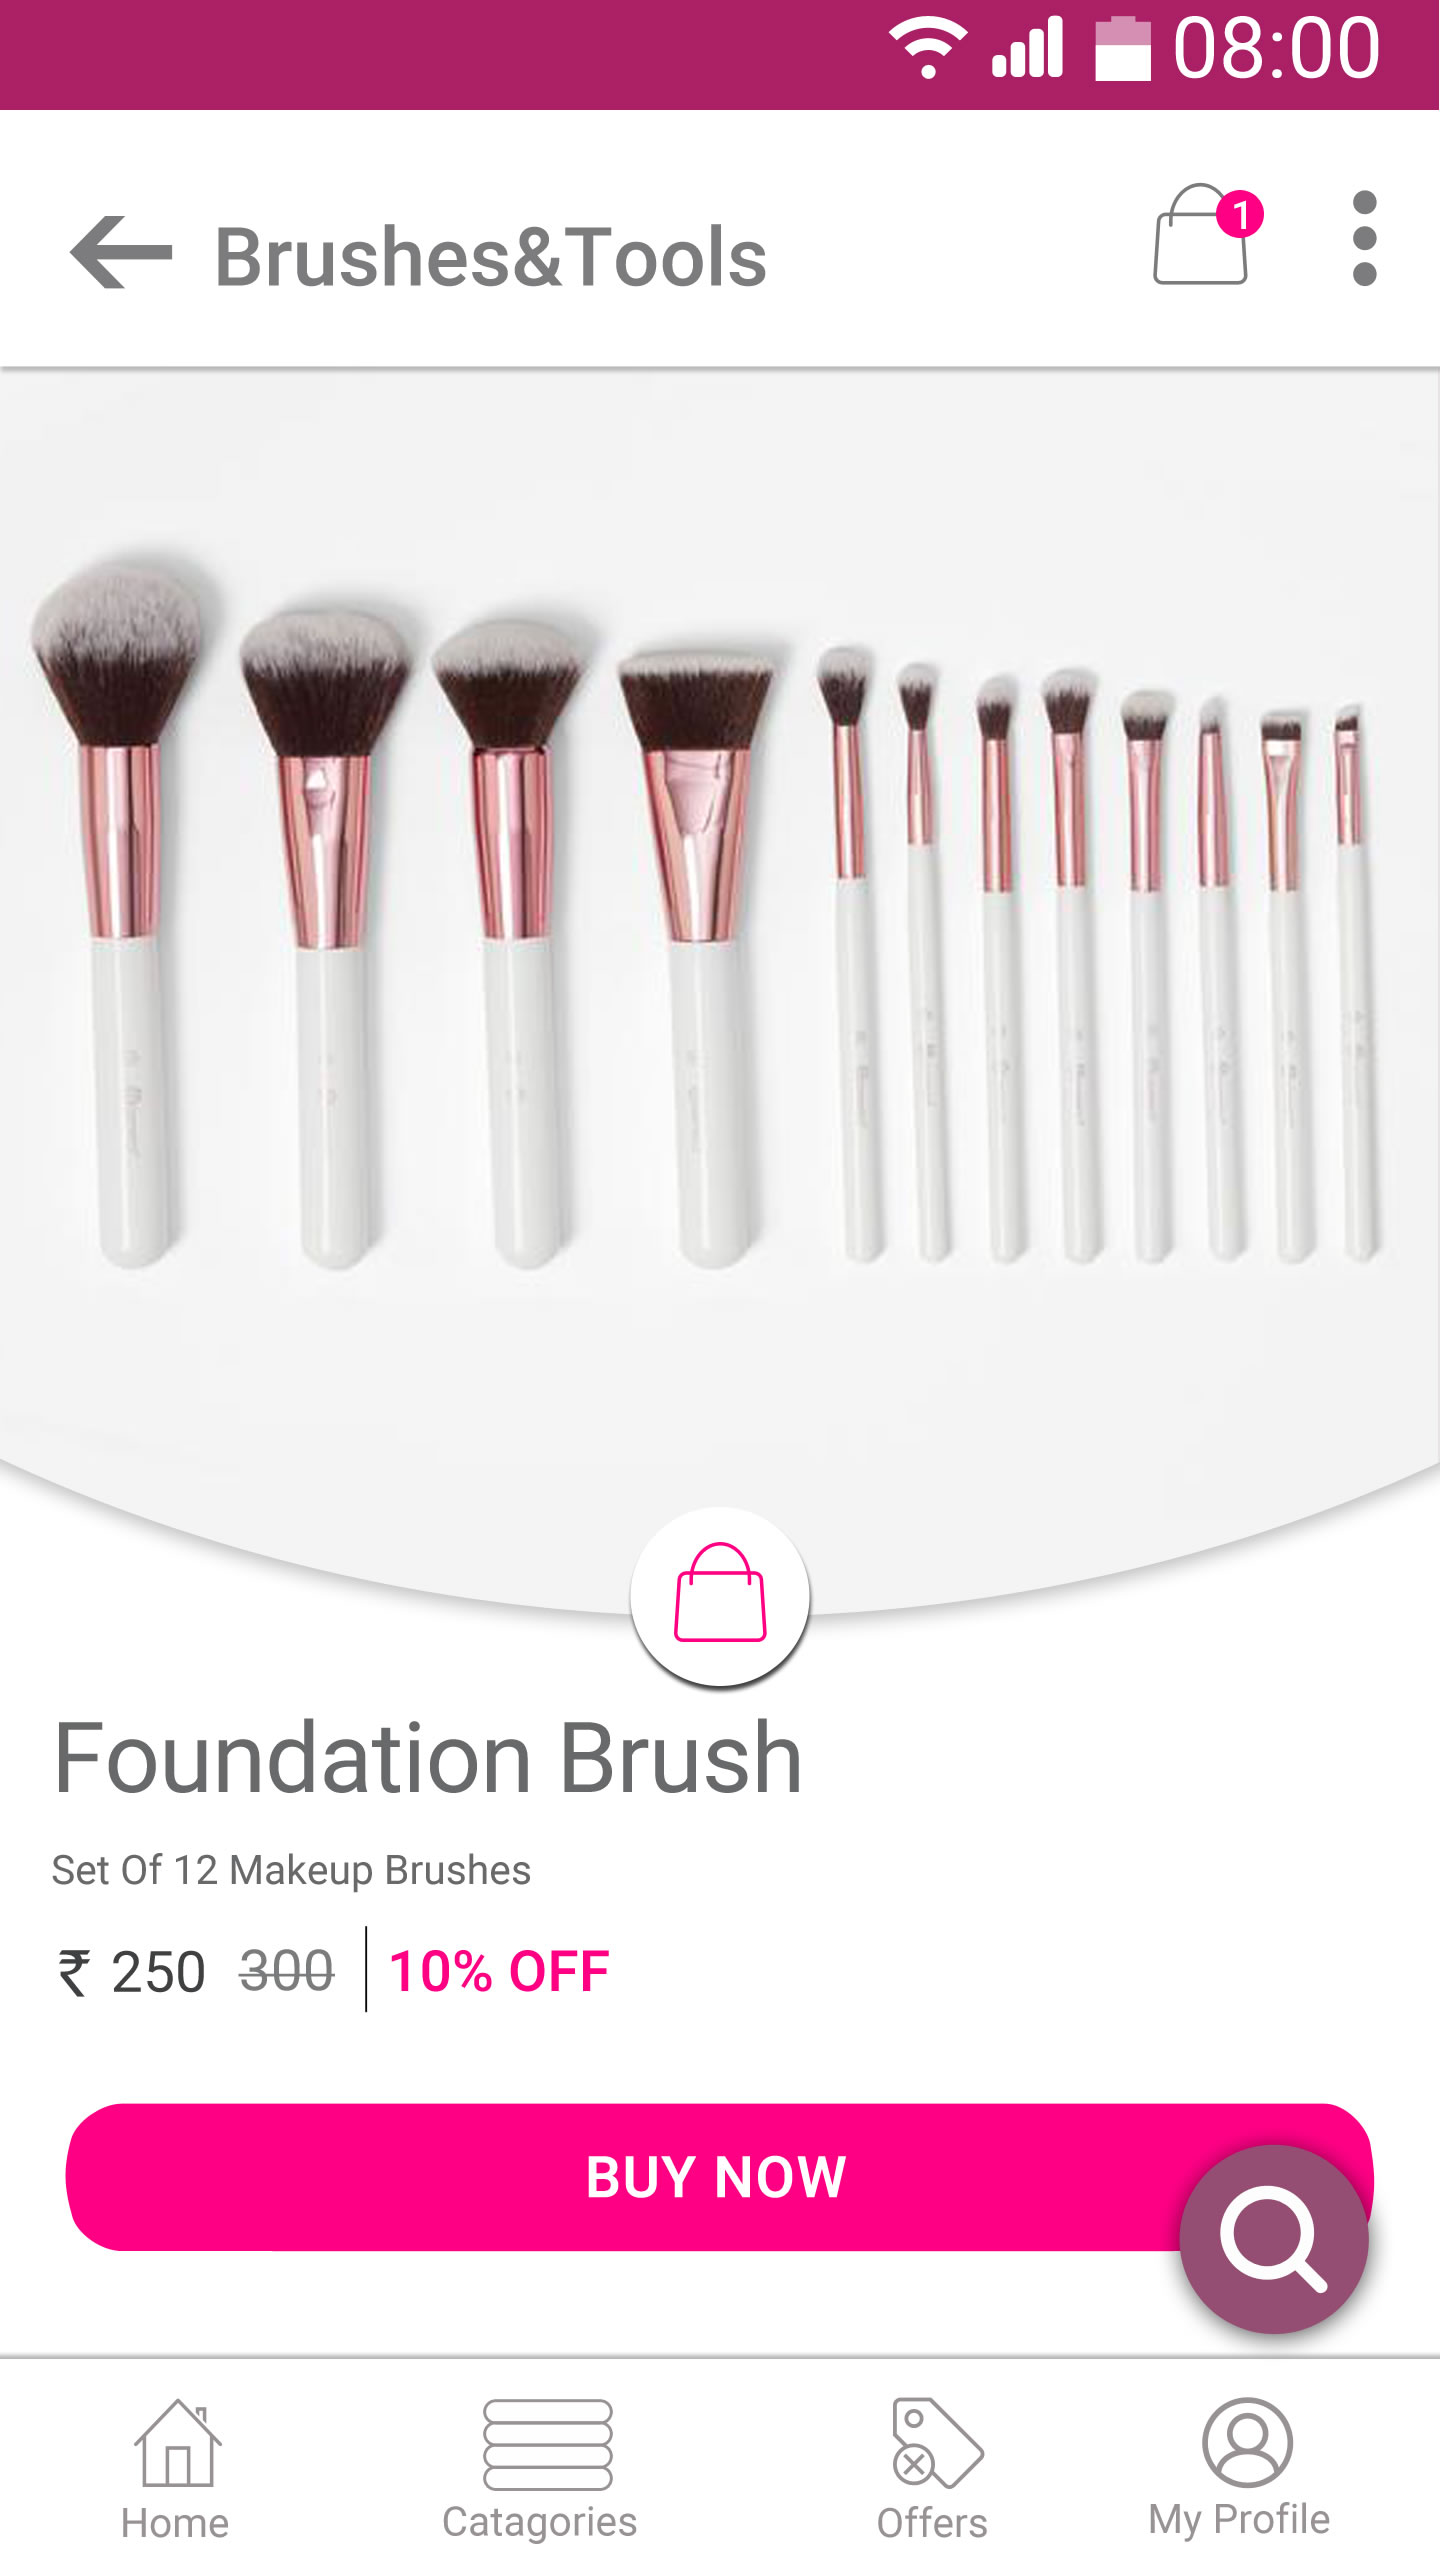 08:00
Brushes&Tools
1
Foundation Brush
Set Of 12 Makeup Brushes
₹ 250 300 10% OFF
BUY NOW
Home Catagories Offers My Profile